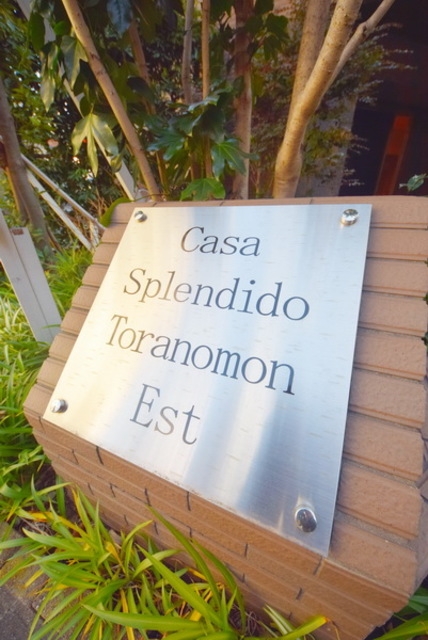 Casa
Splendido
Toranomon
Est